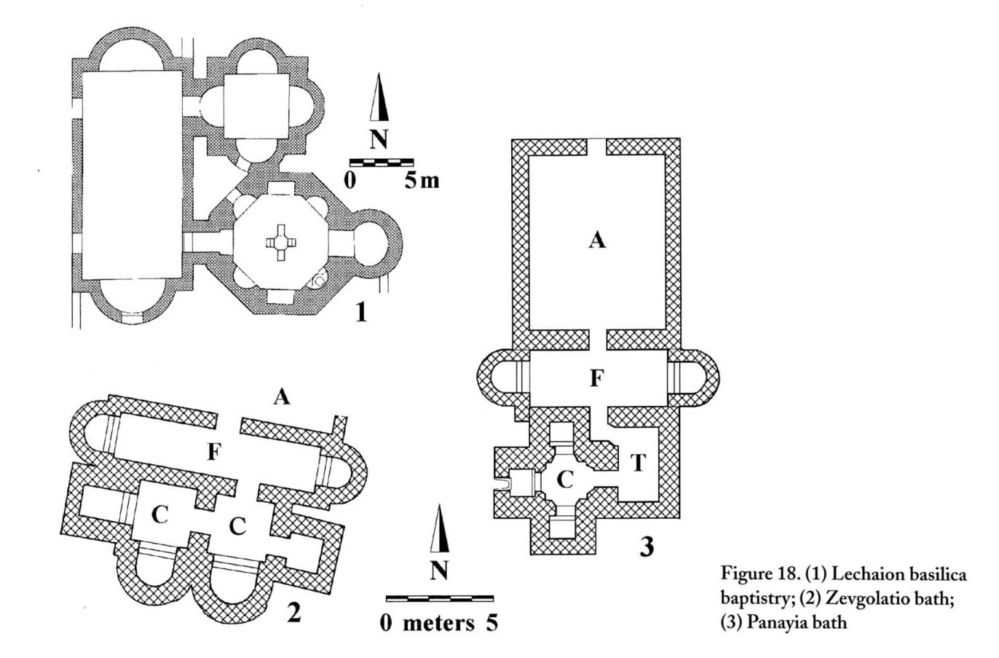 N
0 5m
1
A
F
C
T
3
A
F
C C
2
N
0 meters 5
Figure 18. (1) Lechaion basilica
baptistry; (2) Zevgolatio bath;
(3) Panayia bath